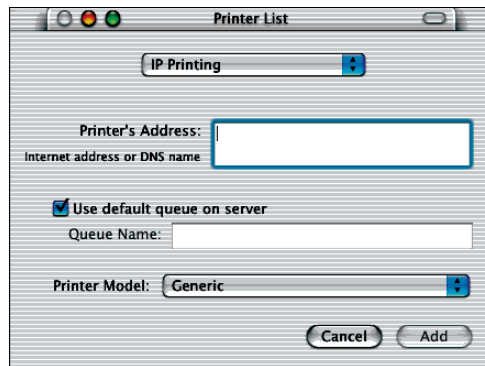 Printer List
IP Printing
Printer's Address:
Internet address or DNS name
Use default queue on server
Queue Name:
Printer Model: Generic
Cancel Add